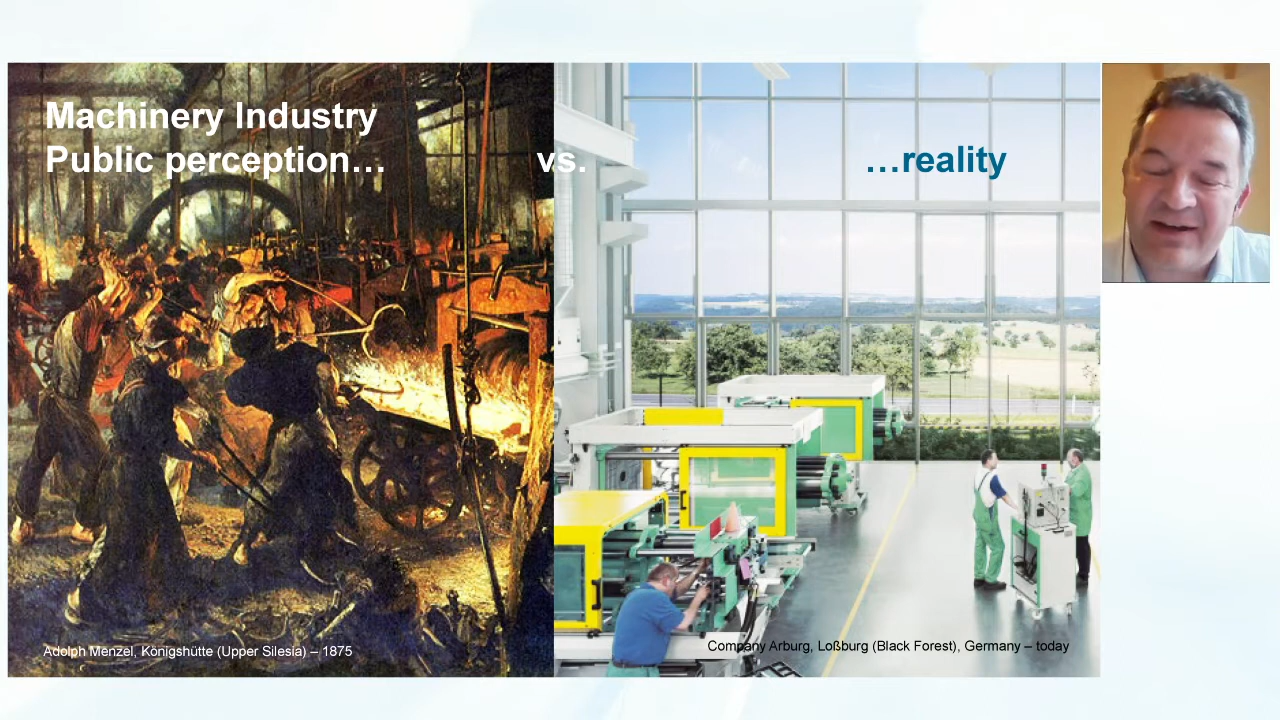 Machinery Industry
Public perception… vs. …reality
Adolph Menzel, Königshütte (Upper Silesia) – 1875
Company Arburg, Loßburg (Black Forest), Germany – today